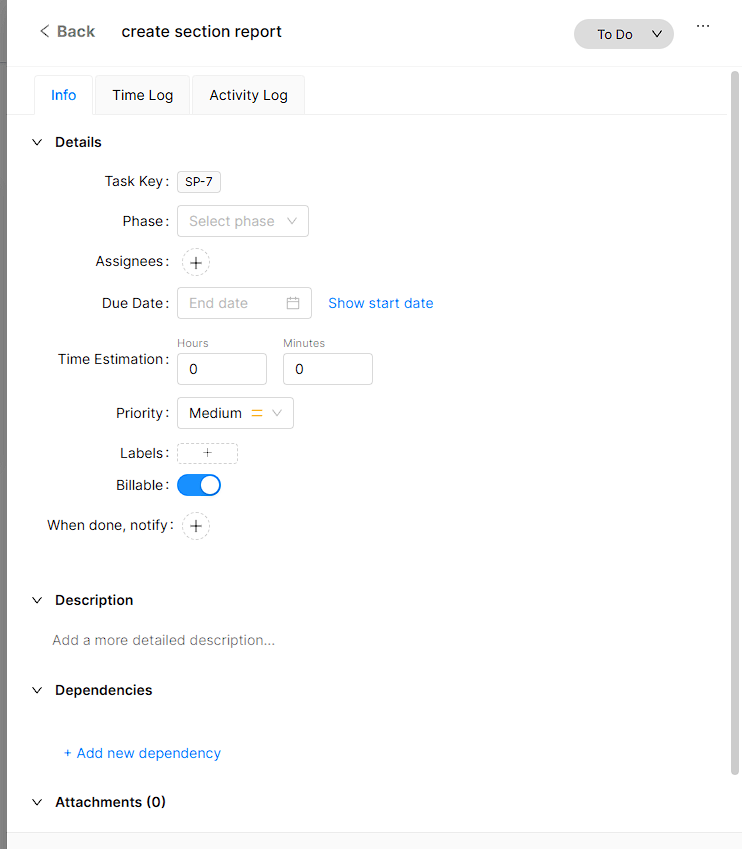 Back create section report To Do
Info Time Log Activity Log
Details
Task Key: SP-7
Phase: Select phase
Assignees: +
Due Date: End date Show start date
Hours Minutes
Time Estimation: 0 0
Priority: Medium
Labels: +
Billable:
When done, notify: +
Description
Add a more detailed description...
Dependencies
+ Add new dependency
Attachments (0)